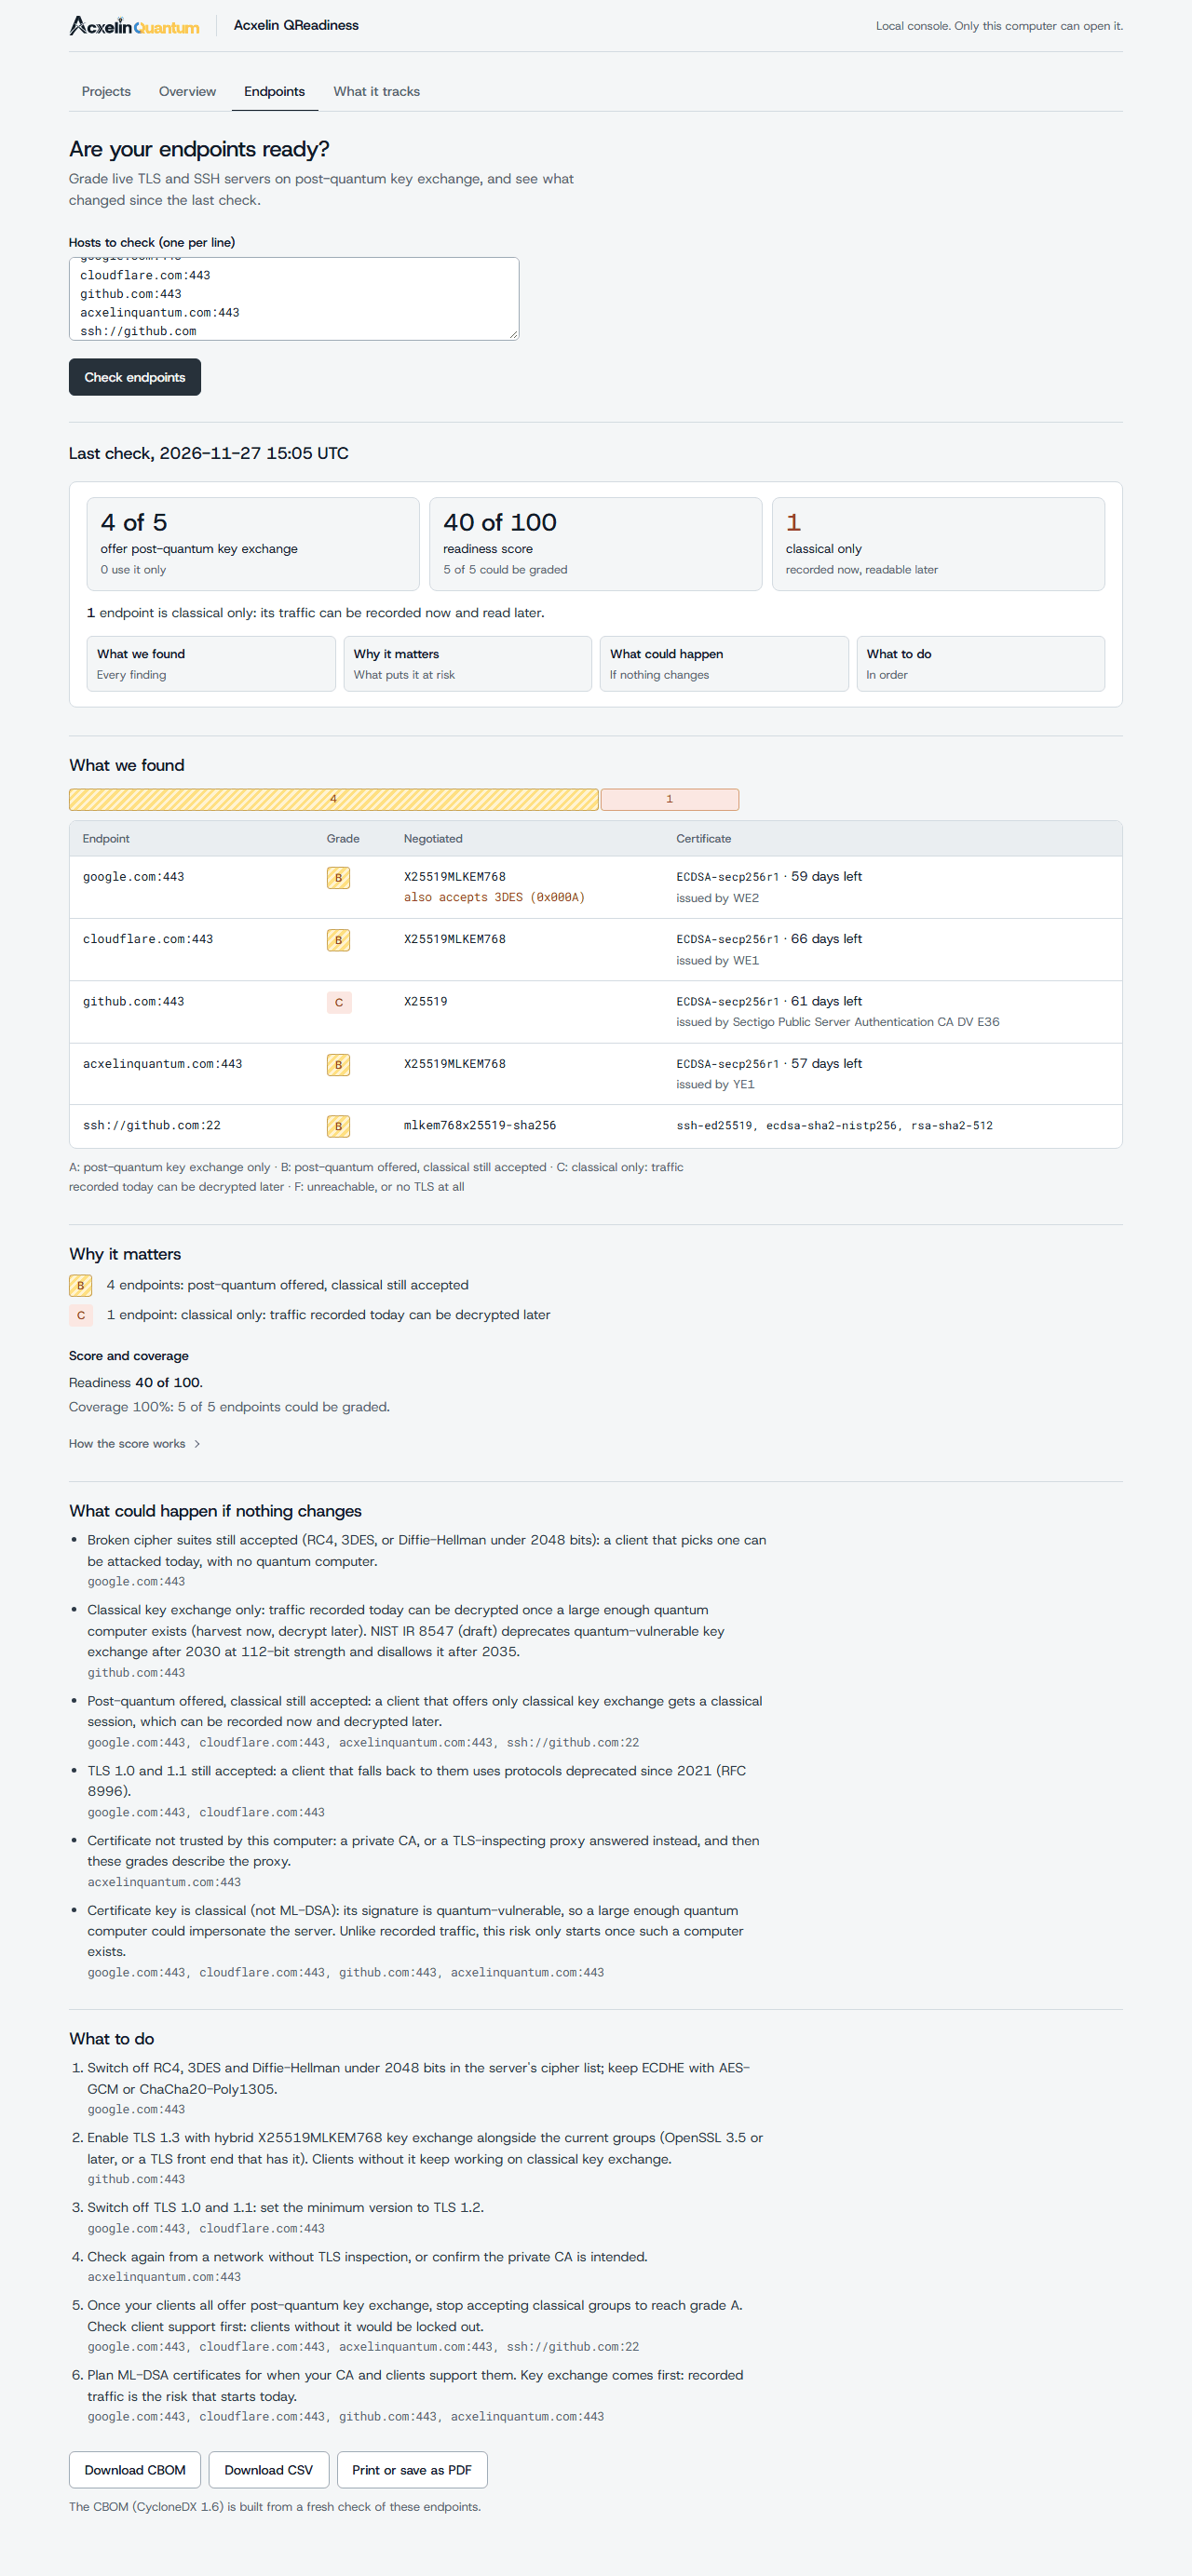 Acxelin Quantum
Acxelin QReadiness
Local console. Only this computer can open it.
Projects
Overview
Endpoints
What it tracks
Are your endpoints ready?
Grade live TLS and SSH servers on post-quantum key exchange, and see what
changed since the last check.
Hosts to check (one per line)
google.com:443
cloudflare.com:443
github.com:443
acxelinquantum.com:443
ssh://github.com
Check endpoints
Last check, 2026-11-27 15:05 UTC
4 of 5
offer post-quantum key exchange
0 use it only
40 of 100
readiness score
5 of 5 could be graded
1
classical only
recorded now, readable later
1 endpoint is classical only: its traffic can be recorded now and read later.
What we found
Every finding
Why it matters
What puts it at risk
What could happen
If nothing changes
What to do
In order
What we found
4
1
Endpoint Grade Negotiated Certificate
google.com:443 B X25519MLKEM768 ECDSA-secp256r1 · 59 days left
also accepts 3DES (0x000A) issued by WE2
cloudflare.com:443 B X25519MLKEM768 ECDSA-secp256r1 · 66 days left
issued by WE1
github.com:443 C X25519 ECDSA-secp256r1 · 61 days left
issued by Sectigo Public Server Authentication CA DV E36
acxelinquantum.com:443 B X25519MLKEM768 ECDSA-secp256r1 · 57 days left
issued by YE1
ssh://github.com:22 B mlkem768x25519-sha256 ssh-ed25519, ecdsa-sha2-nistp256, rsa-sha2-512
A: post-quantum key exchange only · B: post-quantum offered, classical still accepted · C: classical only: traffic
recorded today can be decrypted later · F: unreachable, or no TLS at all
Why it matters
B 4 endpoints: post-quantum offered, classical still accepted
C 1 endpoint: classical only: traffic recorded today can be decrypted later
Score and coverage
Readiness 40 of 100.
Coverage 100%: 5 of 5 endpoints could be graded.
How the score works
What could happen if nothing changes
• Broken cipher suites still accepted (RC4, 3DES, or Diffie-Hellman under 2048 bits): a client that picks one can
be attacked today, with no quantum computer.
google.com:443
• Classical key exchange only: traffic recorded today can be decrypted once a large enough quantum
computer exists (harvest now, decrypt later). NIST IR 8547 (draft) deprecates quantum-vulnerable key
exchange after 2030 at 112-bit strength and disallows it after 2035.
github.com:443
• Post-quantum offered, classical still accepted: a client that offers only classical key exchange gets a classical
session, which can be recorded now and decrypted later.
google.com:443, cloudflare.com:443, acxelinquantum.com:443, ssh://github.com:22
• TLS 1.0 and 1.1 still accepted: a client that falls back to them uses protocols deprecated since 2021 (RFC
8996).
google.com:443, cloudflare.com:443
• Certificate not trusted by this computer: a private CA, or a TLS-inspecting proxy answered instead, and then
these grades describe the proxy.
acxelinquantum.com:443
• Certificate key is classical (not ML-DSA): its signature is quantum-vulnerable, so a large enough quantum
computer could impersonate the server. Unlike recorded traffic, this risk only starts once such a computer
exists.
google.com:443, cloudflare.com:443, github.com:443, acxelinquantum.com:443
What to do
1. Switch off RC4, 3DES and Diffie-Hellman under 2048 bits in the server's cipher list; keep ECDHE with AES-
GCM or ChaCha20-Poly1305.
google.com:443
2. Enable TLS 1.3 with hybrid X25519MLKEM768 key exchange alongside the current groups (OpenSSL 3.5 or
later, or a TLS front end that has it). Clients without it keep working on classical key exchange.
github.com:443
3. Switch off TLS 1.0 and 1.1: set the minimum version to TLS 1.2.
google.com:443, cloudflare.com:443
4. Check again from a network without TLS inspection, or confirm the private CA is intended.
acxelinquantum.com:443
5. Once your clients all offer post-quantum key exchange, stop accepting classical groups to reach grade A.
Check client support first: clients without it would be locked out.
google.com:443, cloudflare.com:443, acxelinquantum.com:443, ssh://github.com:22
6. Plan ML-DSA certificates for when your CA and clients support them. Key exchange comes first: recorded
traffic is the risk that starts today.
google.com:443, cloudflare.com:443, github.com:443, acxelinquantum.com:443
Download CBOM
Download CSV
Print or save as PDF
The CBOM (CycloneDX 1.6) is built from a fresh check of these endpoints.